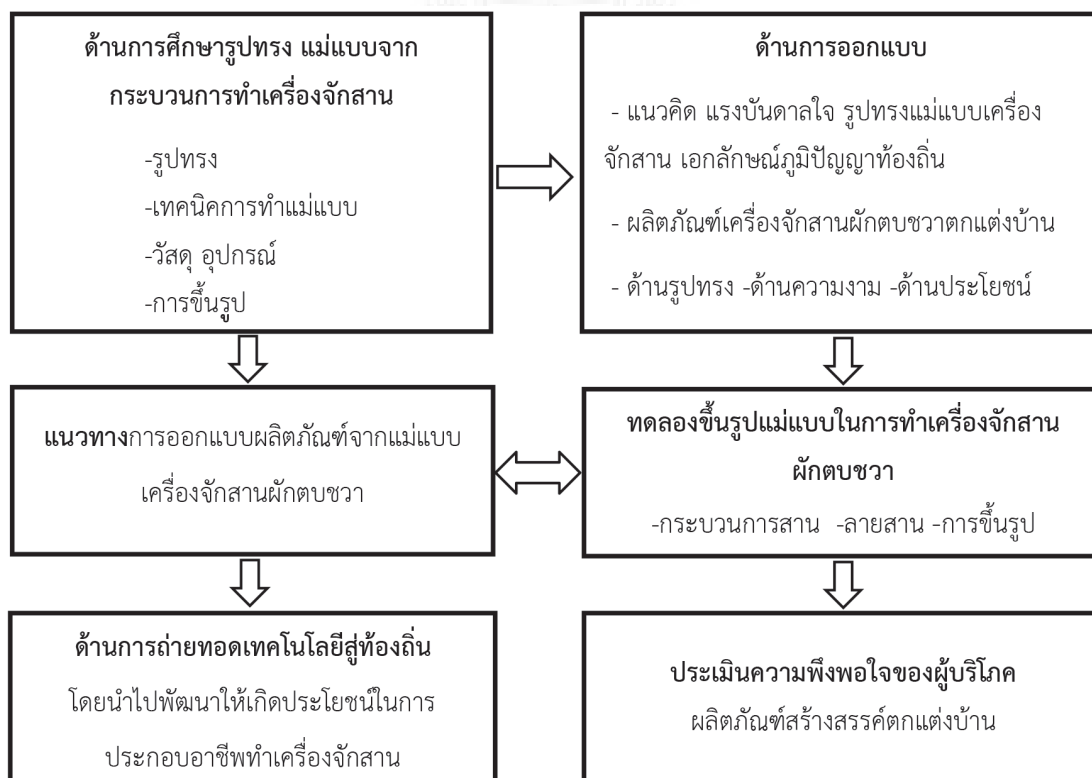 ด้านการศึกษารูปทรง แม่แบบจาก
กระบวนการทำเครื่องจักสาน
-รูปทรง
-เทคนิคการทำแม่แบบ
-วัสดุ อุปกรณ์
-การขึ้นรูป
ด้านการออกแบบ
- แนวคิด แรงบันดาลใจ รูปทรงแม่แบบเครื่อง
จักสาน เอกลักษณ์ภูมิปัญญาท้องถิ่น
- ผลิตภัณฑ์เครื่องจักสานผักตบชวาตกแต่งบ้าน
- ด้านรูปทรง -ด้านความงาม -ด้านประโยชน์
แนวทางการออกแบบผลิตภัณฑ์จากแม่แบบ
เครื่องจักสานผักตบชวา
ทดลองขึ้นรูปแม่แบบในการทำเครื่องจักสาน
ผักตบชวา
-กระบวนการสาน -ลายสาน -การขึ้นรูป
ด้านการถ่ายทอดเทคโนโลยีสู่ท้องถิ่น
โดยนำไปพัฒนาให้เกิดประโยชน์ในการ
ประกอบอาชีพทำเครื่องจักสาน
ประเมินความพึงพอใจของผู้บริโภค
ผลิตภัณฑ์สร้างสรรค์ตกแต่งบ้าน